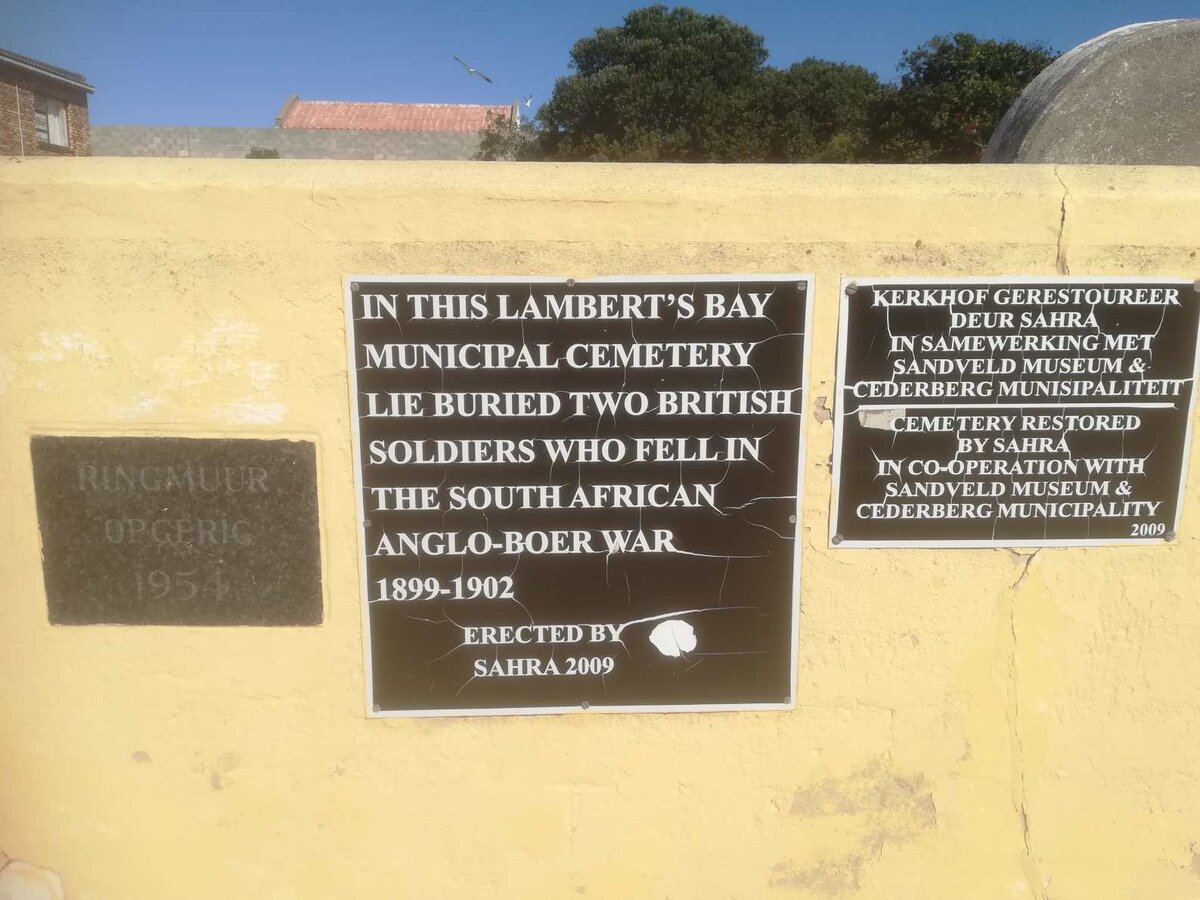 RINGMUUR
OPGERIG
1954
IN THIS LAMBERT'S BAY
MUNICIPAL CEMETERY
LIE BURIED TWO BRITISH
SOLDIERS WHO FELL IN
THE SOUTH AFRICAN
ANGLO-BOER WAR
1899-1902
ERECTED BY
SAHRA 2009
KERKHOF GERESTOUREER
DEUR SAHRA
IN SAMEWERKING MET
SANDVELD MUSEUM &
CEDERBERG MUNISIPALITEIT
CEMETERY RESTORED
BY SAHRA
IN CO-OPERATION WITH
SANDVELD MUSEUM &
CEDERBERG MUNICIPALITY
2009